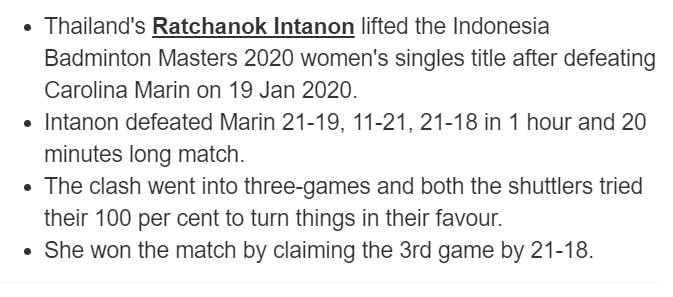 • Thailand's Ratchanok Intanon lifted the Indonesia
Badminton Masters 2020 women's singles title after defeating
Carolina Marin on 19 Jan 2020.
• Intanon defeated Marin 21-19, 11-21, 21-18 in 1 hour and 20
minutes long match.
• The clash went into three-games and both the shuttlers tried
their 100 per cent to turn things in their favour.
• She won the match by claiming the 3rd game by 21-18.